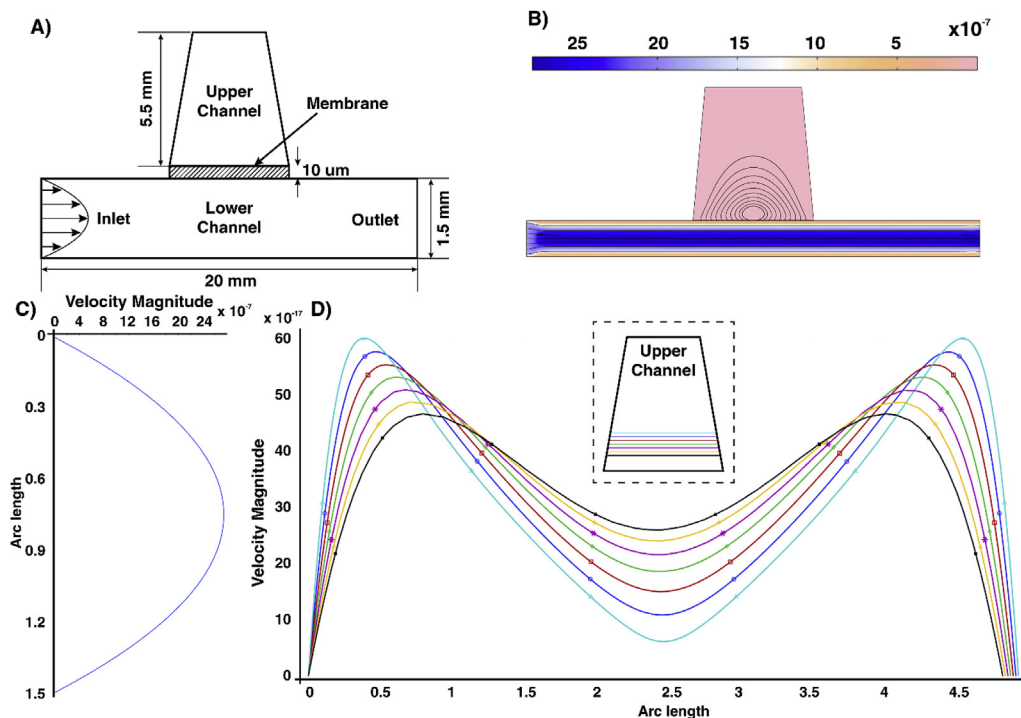 A)
5.5 mm
Upper
Channel
Membrane
10 um
Inlet
Lower
Channel
Outlet
1.5 mm
20 mm
B)
x10⁻⁷
25 20 15 10 5
C)
Velocity Magnitude
x 10⁻⁷
0 4 8 12 16 20 24
Arc length
0
0.3
0.6
0.9
1.2
1.5
D)
x 10⁻¹⁷
Velocity Magnitude
60
50
40
30
20
10
0
Upper
Channel
0 0.5 1 1.5 2 2.5 3 3.5 4 4.5
Arc length